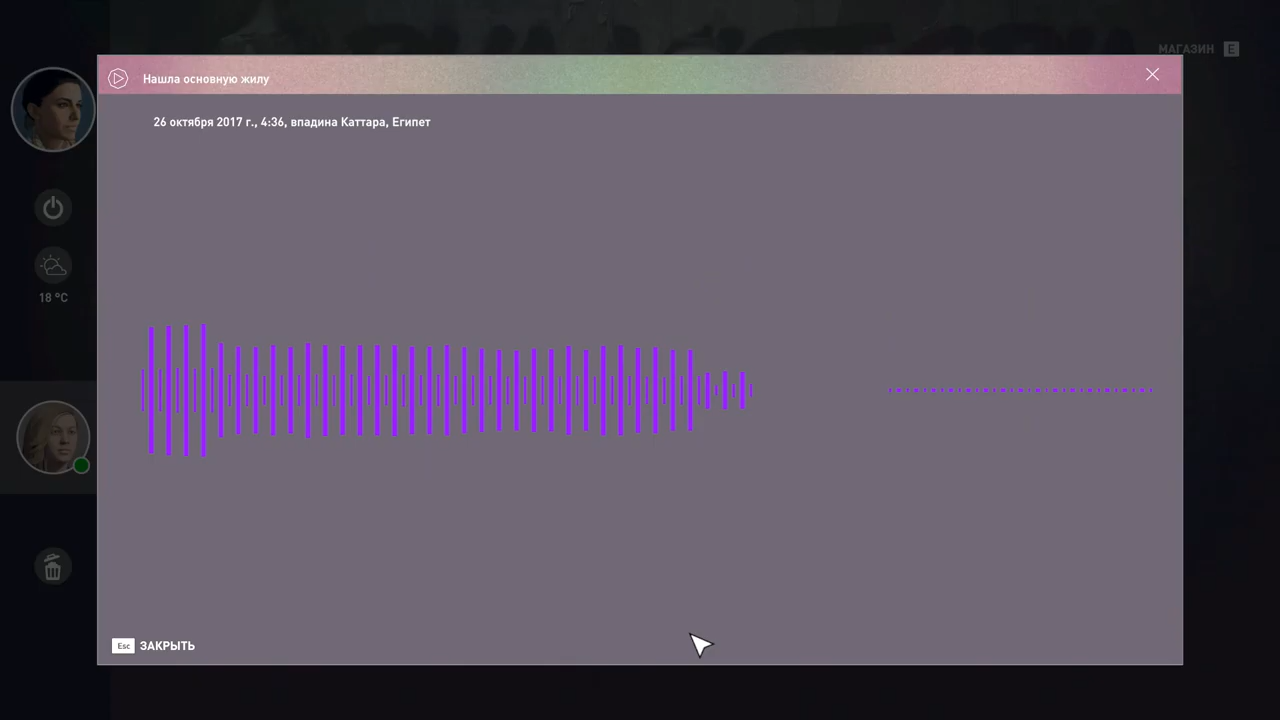 МАГАЗИН E
Нашла основную жилу
26 октября 2017 г., 4:36, впадина Каттара, Египет
18 °C
Esc ЗАКРЫТЬ